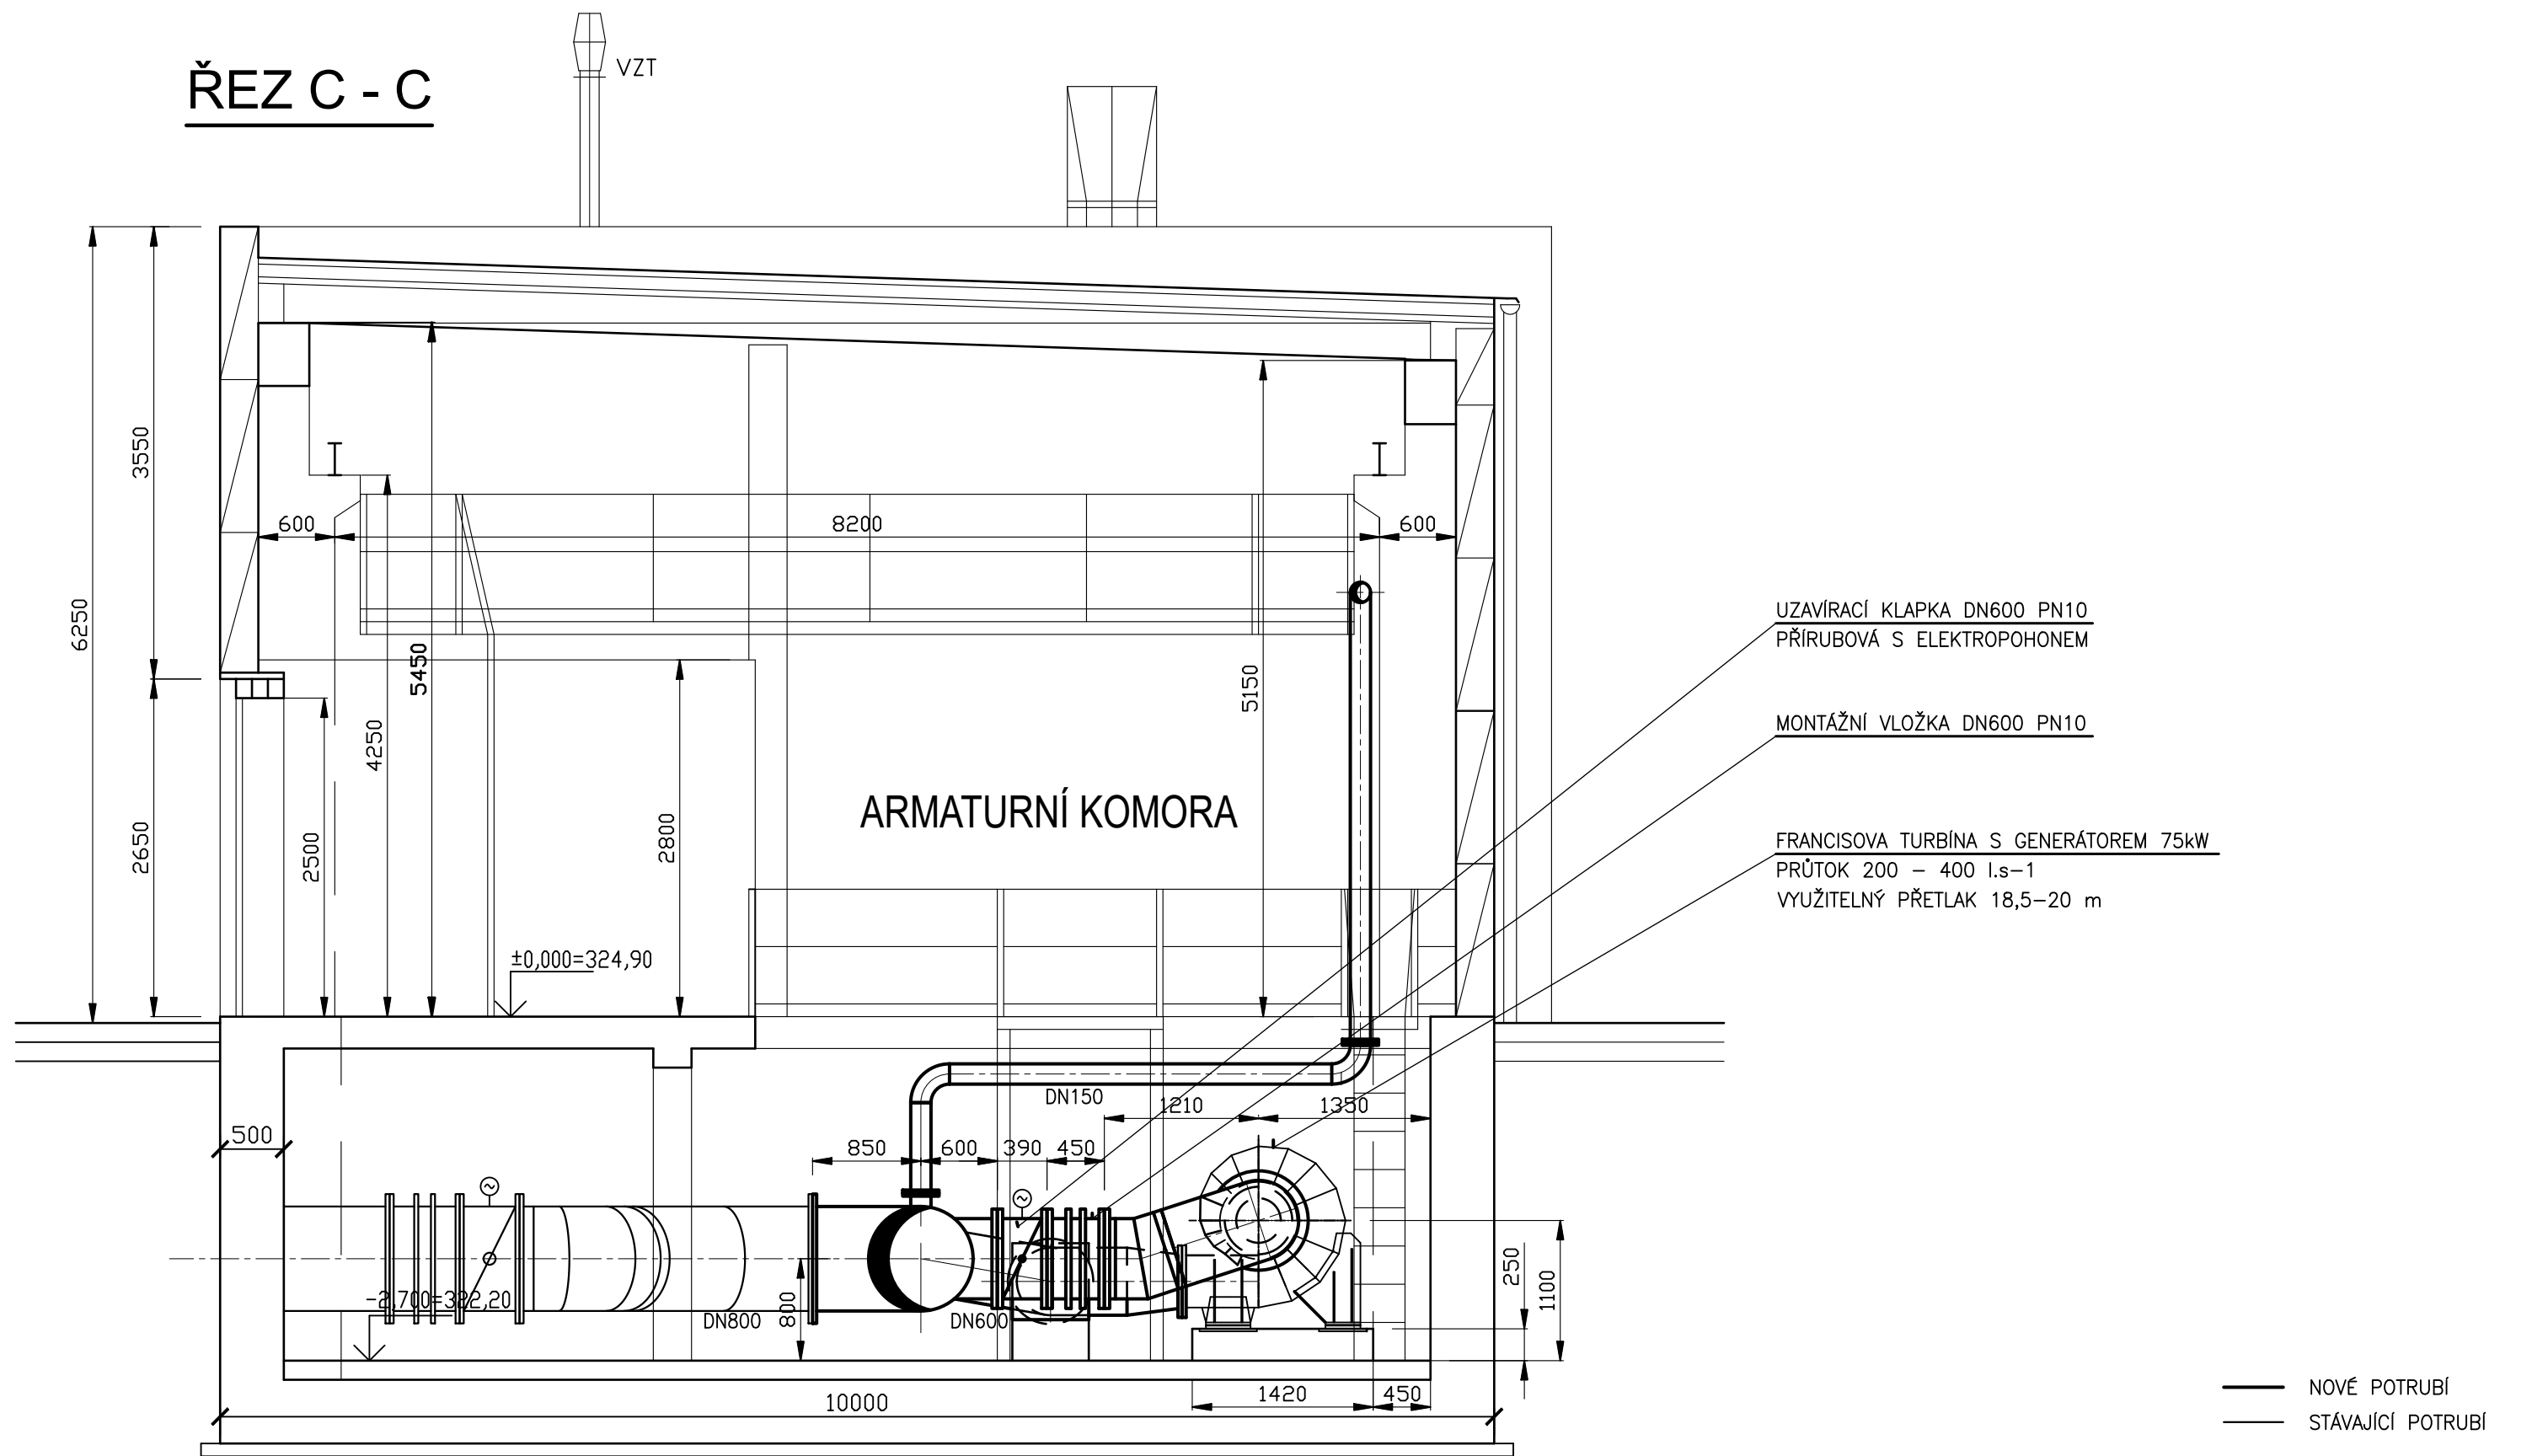 ŘEZ C - C
VZT
3550
6250
600
8200
600
5450
5150
4250
UZAVÍRACÍ KLAPKA DN600 PN10
PŘÍRUBOVÁ S ELEKTROPOHONEM
MONTÁŽNÍ VLOŽKA DN600 PN10
FRANCISOVA TURBÍNA S GENERÁTOREM 75kW
PRŮTOK 200 – 400 l.s–1
VYUŽITELNÝ PŘETLAK 18,5–20 m
ARMATURNÍ KOMORA
2650
2500
2800
±0,000=324,90
DN150
1210
1350
500
850
600
390
450
~
~
-2,700=322,20
DN800
800
DN600
250
1100
1420
450
10000
NOVÉ POTRUBÍ
STÁVAJÍCÍ POTRUBÍ